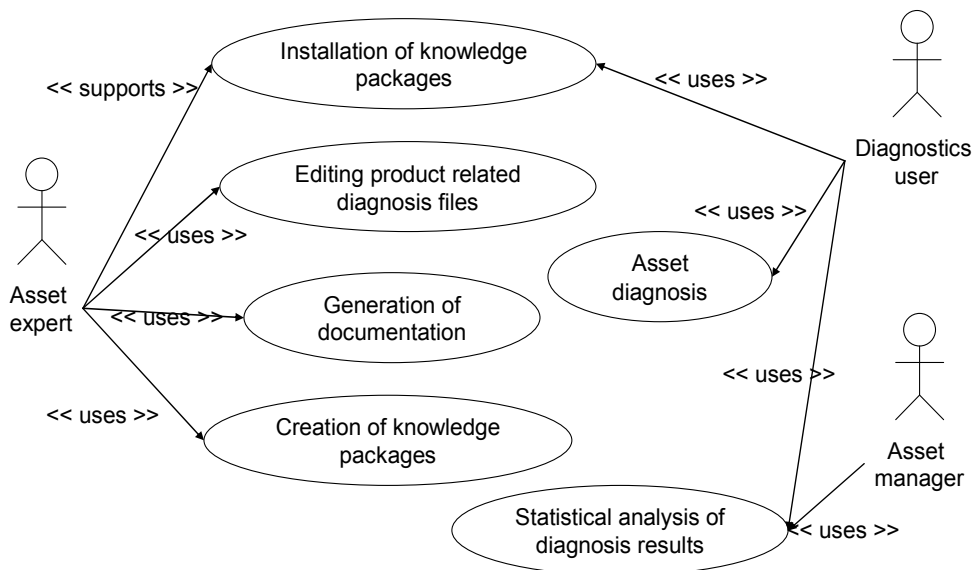 Installation of knowledge
packages
<< supports >>
<< uses >>
Diagnostics
user
Editing product related
diagnosis files
<< uses >>
<< uses >>
Asset
diagnosis
Asset
expert
Generation of
documentation
<< uses >>
<< uses >>
<< uses >>
Creation of knowledge
packages
Asset
manager
Statistical analysis of
diagnosis results
<< uses >>